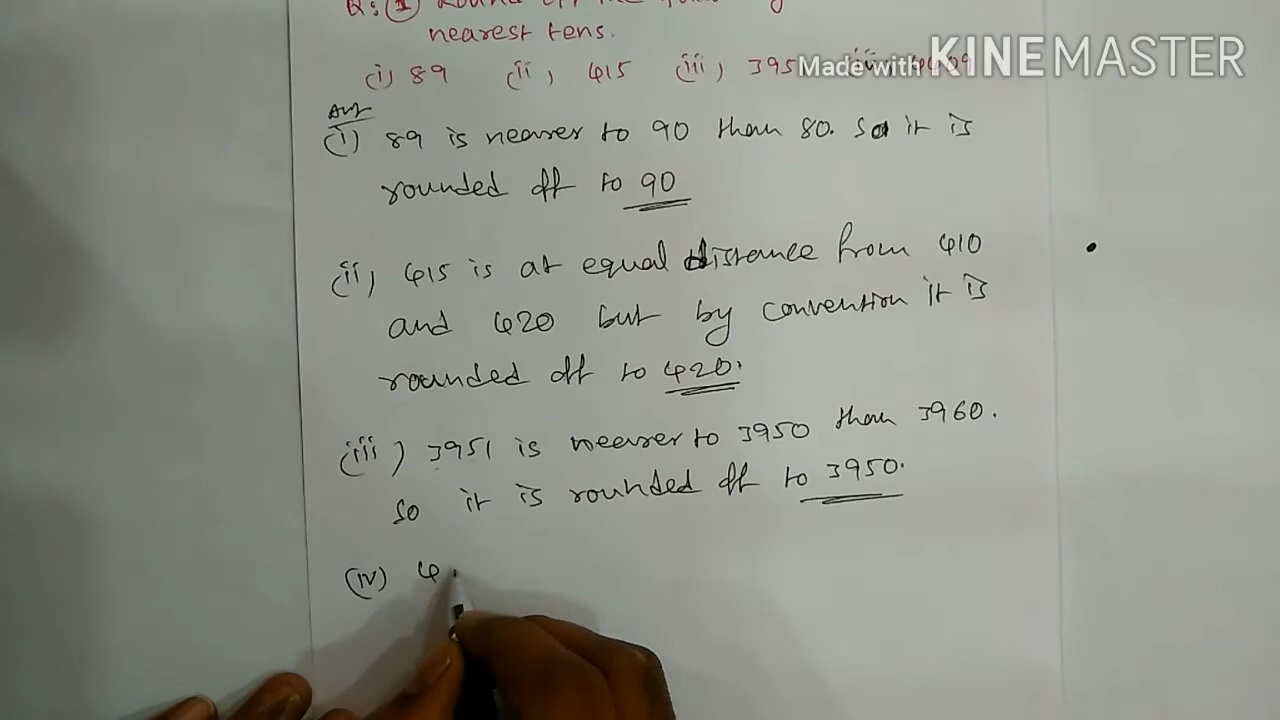 nearest tens.
(i) 89 (ii) 415 (iii) 3951
Made with KINEMASTER
Ans
(i) 89 is nearer to 90 than 80. So it is
rounded off to 90
(ii) 415 is at equal distance from 410
and 420 but by convention it is
rounded off to 420.
(iii) 3951 is nearer to 3950 than 3960.
so it is rounded off to 3950.
(iv) 4